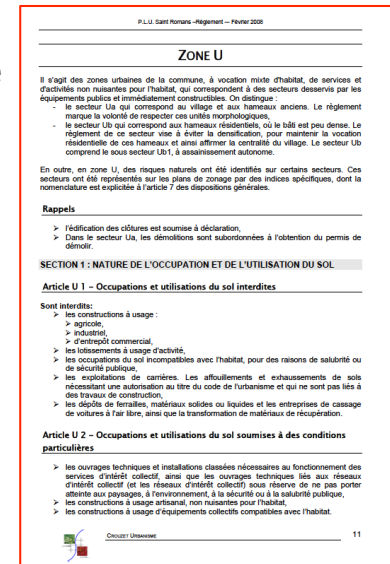 P.L.U. Saint Romans –Règlement — Février 2008
ZONE U
Il s'agit des zones urbaines de la commune, à vocation mixte d'habitat, de services et
d'activités non nuisantes pour l'habitat, qui correspondent à des secteurs desservis par les
équipements publics et immédiatement constructibles. On distingue :
- le secteur Ua qui correspond au village et aux hameaux anciens. Le règlement
marque la volonté de respecter ces unités morphologiques,
- le secteur Ub qui correspond aux hameaux résidentiels, où le bâti est peu dense. Le
règlement de ce secteur vise à éviter la densification, pour maintenir la vocation
résidentielle de ces hameaux et ainsi affirmer la centralité du village. Le secteur Ub
comprend le sous secteur Ub1, à assainissement autonome.
En outre, en zone U, des risques naturels ont été identifiés sur certains secteurs. Ces
secteurs ont été représentés sur les plans de zonage par des indices spécifiques, dont la
nomenclature est explicitée à l'article 7 des dispositions générales.
Rappels
➢ l'édification des clôtures est soumise à déclaration,
➢ Dans le secteur Ua, les démolitions sont subordonnées à l'obtention du permis de
démolir.
SECTION 1 : NATURE DE L'OCCUPATION ET DE L'UTILISATION DU SOL
Article U 1 – Occupations et utilisations du sol interdites
Sont interdits:
➢ les constructions à usage :
➢ agricole,
➢ industriel,
➢ d'entrepôt commercial,
➢ les lotissements à usage d'activité,
➢ les occupations du sol incompatibles avec l'habitat, pour des raisons de salubrité ou
de sécurité publique,
➢ les exploitations de carrières. Les affouillements et exhaussements de sols
nécessitant une autorisation au titre du code de l'urbanisme et qui ne sont pas liés à
des travaux de construction,
➢ les dépôts de ferrailles, matériaux solides ou liquides et les entreprises de cassage
de voitures à l'air libre, ainsi que la transformation de matériaux de récupération.
Article U 2 – Occupations et utilisations du sol soumises à des conditions
particulières
➢ les ouvrages techniques et installations classées nécessaires au fonctionnement des
services d'intérêt collectif, ainsi que les ouvrages techniques liés aux réseaux
d'intérêt collectif (et les réseaux d'intérêt collectif) sous réserve de ne pas porter
atteinte aux paysages, à l'environnement, à la sécurité ou à la salubrité publique,
➢ les constructions à usage artisanal, non nuisantes pour l'habitat,
➢ les constructions à usage d'équipements collectifs compatibles avec l'habitat.
CROUZET URBANISME 11